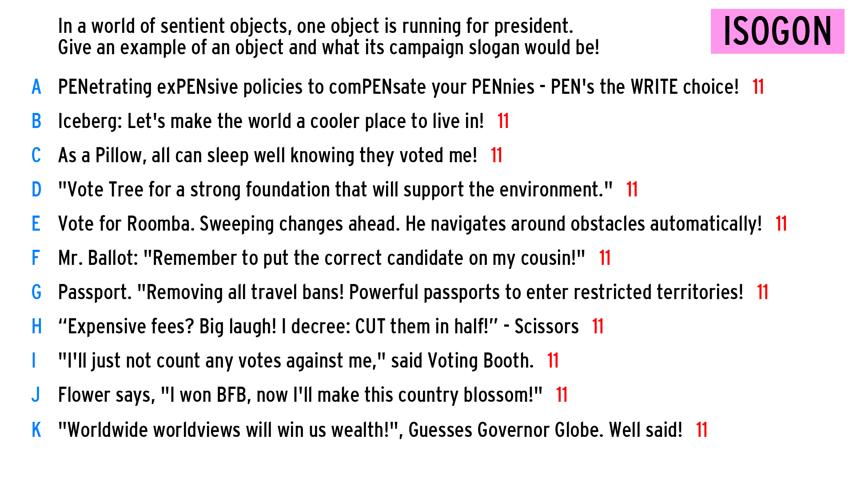 In a world of sentient objects, one object is running for president.
Give an example of an object and what its campaign slogan would be!
ISOGON
A PENetrating exPENsive policies to comPENsate your PENnies - PEN's the WRITE choice! 11
B Iceberg: Let's make the world a cooler place to live in! 11
C As a Pillow, all can sleep well knowing they voted me! 11
D "Vote Tree for a strong foundation that will support the environment." 11
E Vote for Roomba. Sweeping changes ahead. He navigates around obstacles automatically! 11
F Mr. Ballot: "Remember to put the correct candidate on my cousin!" 11
G Passport. "Removing all travel bans! Powerful passports to enter restricted territories! 11
H “Expensive fees? Big laugh! I decree: CUT them in half!” - Scissors 11
I "I'll just not count any votes against me," said Voting Booth. 11
J Flower says, "I won BFB, now I'll make this country blossom!" 11
K "Worldwide worldviews will win us wealth!", Guesses Governor Globe. Well said! 11